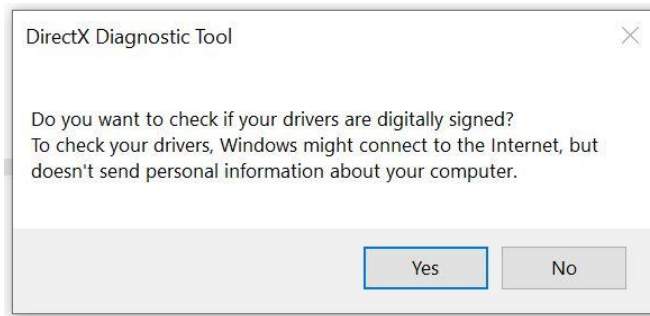 DirectX Diagnostic Tool
Do you want to check if your drivers are digitally signed?
To check your drivers, Windows might connect to the Internet, but
doesn't send personal information about your computer.
Yes
No